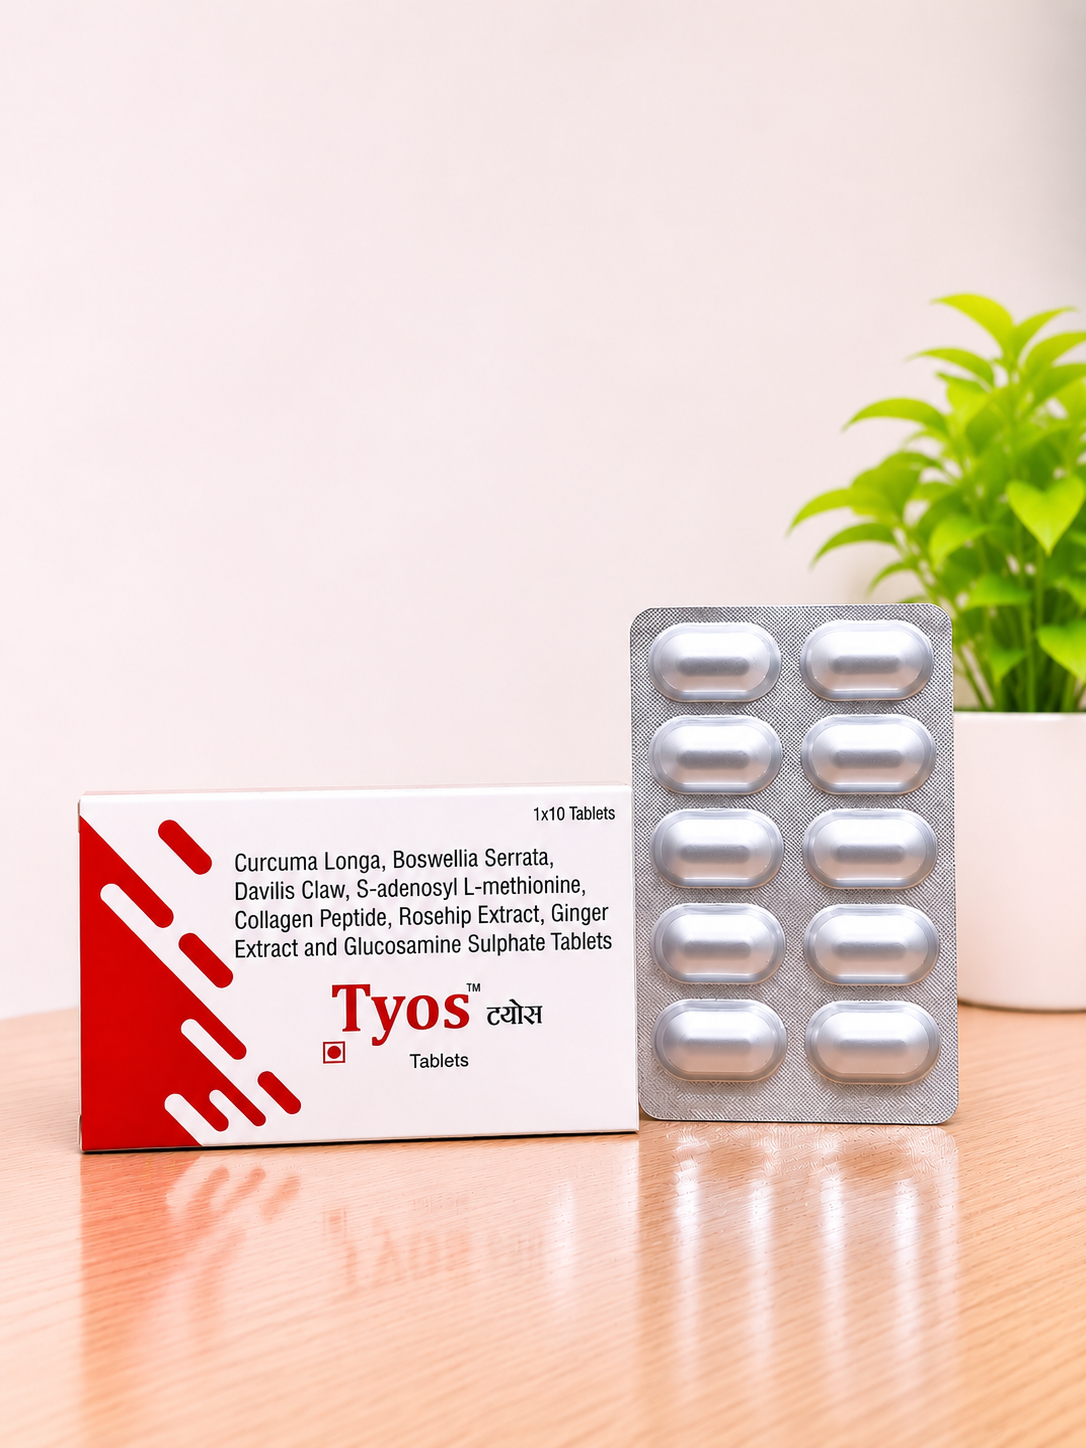 1x10 Tablets
Curcuma Longa, Boswellia Serrata,
Davilis Claw, S-adenosyl L-methionine,
Collagen Peptide, Rosehip Extract, Ginger
Extract and Glucosamine Sulphate Tablets
Tyos™ टयोस
Tablets